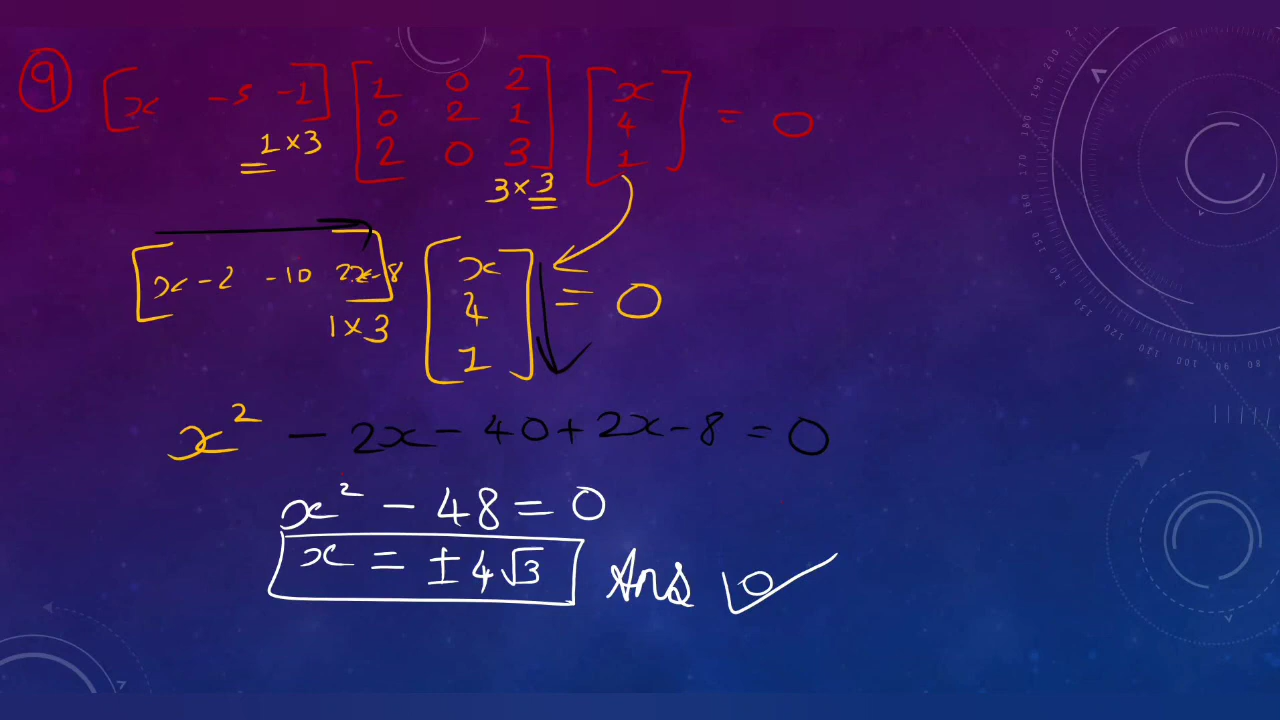 9 [x -5 -1] [1 0 2
0 2 1
2 0 3] [x
4
1] = 0
1×3
3×3
[x-2 -10 2x-8] [x
4
1] = 0
1×3
x² - 2x - 40 + 2x - 8 = 0
x² - 48 = 0
x = ±4√3 Ans